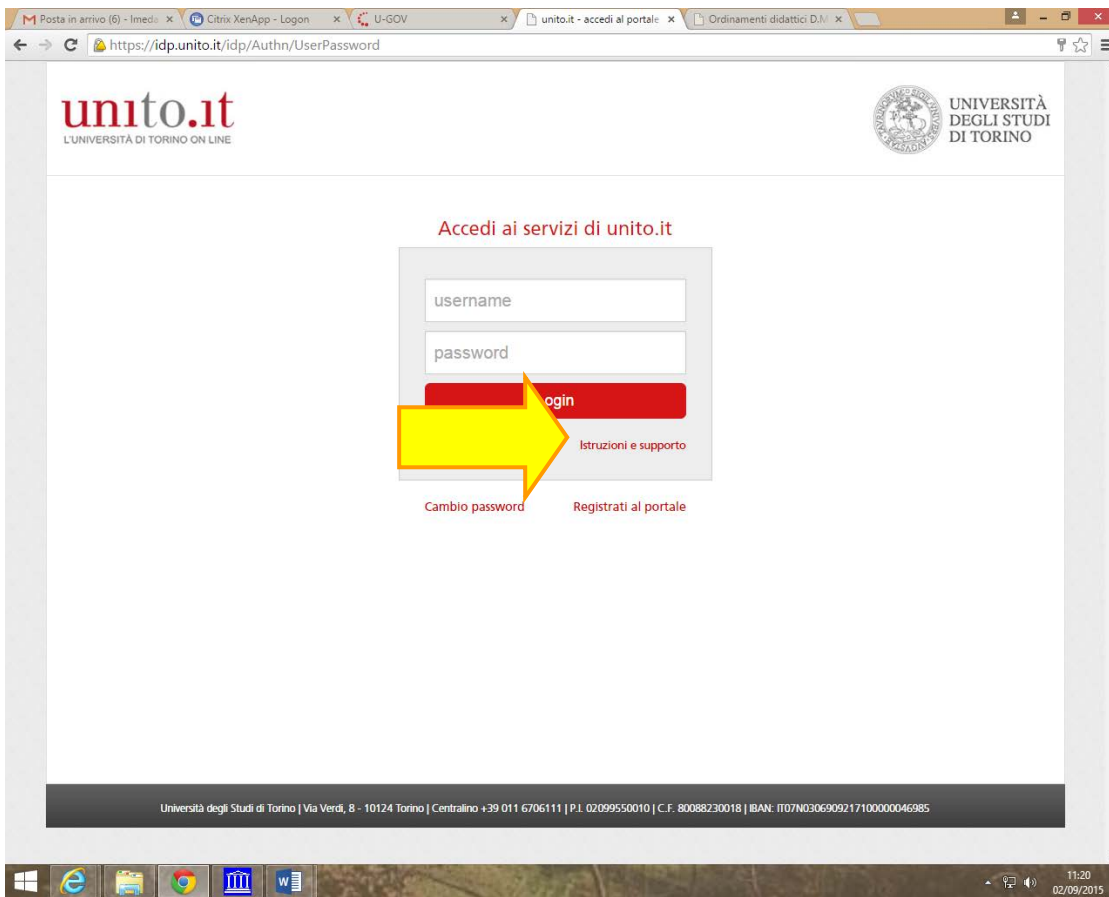 Posta in arrivo (6) - Imeda
Citrix XenApp - Logon
U-GOV
unito.it - accedi al portale
Ordinamenti didattici D.M
https://idp.unito.it/idp/Authn/UserPassword
unito.it
L'UNIVERSITÀ DI TORINO ON LINE
UNIVERSITÀ
DEGLI STUDI
DI TORINO
Accedi ai servizi di unito.it
username
password
ogin
Istruzioni e supporto
Cambio password
Registrati al portale
Università degli Studi di Torino | Via Verdi, 8 - 10124 Torino | Centralino +39 011 6706111 | P.I. 02099550010 | C.F. 80088230018 | IBAN: IT07N0306909217100000046985
11:20
02/09/2015